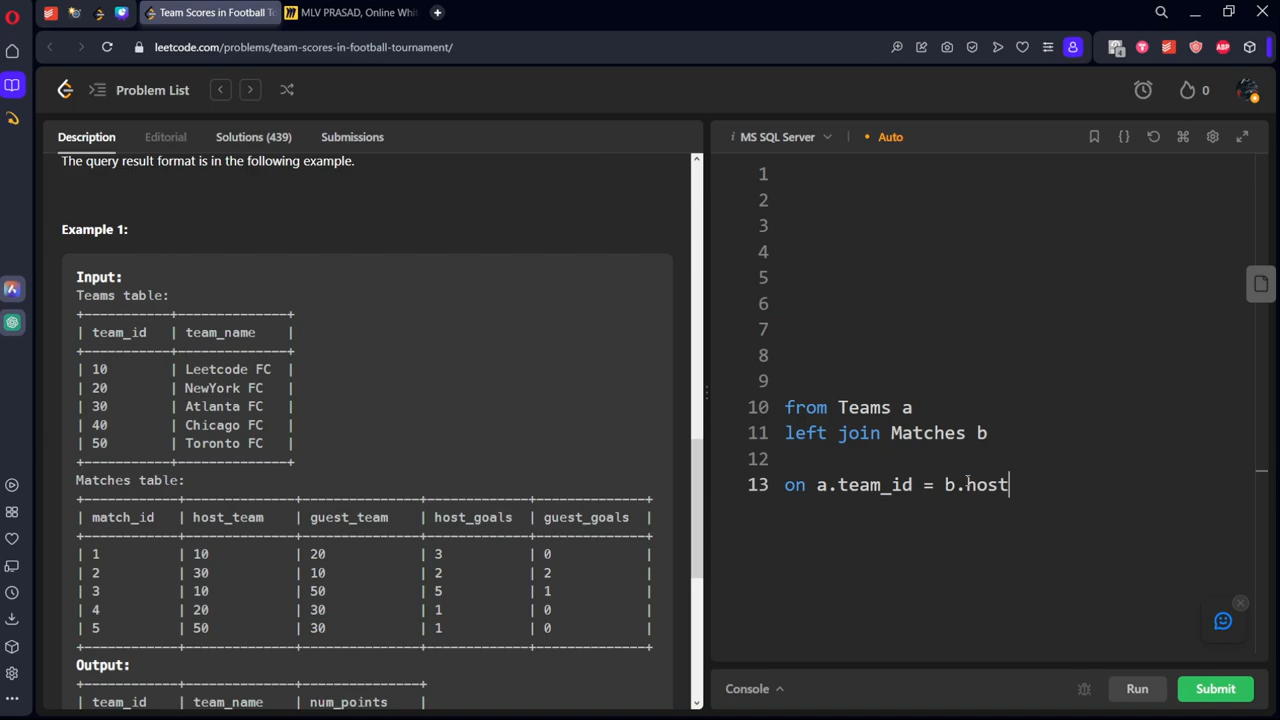 Team Scores in Football To
MLV PRASAD, Online Whi
leetcode.com/problems/team-scores-in-football-tournament/
Problem List
0
Description Editorial Solutions (439) Submissions
The query result format is in the following example.
Example 1:
Input:
Teams table:
+----------+--------------+
| team_id | team_name |
+----------+--------------+
| 10 | Leetcode FC |
| 20 | NewYork FC |
| 30 | Atlanta FC |
| 40 | Chicago FC |
| 50 | Toronto FC |
+----------+--------------+
Matches table:
+----------+--------------+--------------+------------+-------------+
| match_id | host_team | guest_team | host_goals | guest_goals |
+----------+--------------+--------------+------------+-------------+
| 1 | 10 | 20 | 3 | 0 |
| 2 | 30 | 10 | 2 | 2 |
| 3 | 10 | 50 | 5 | 1 |
| 4 | 20 | 30 | 1 | 0 |
| 5 | 50 | 30 | 1 | 0 |
+----------+--------------+--------------+------------+-------------+
Output:
+----------+--------------+--------------+
| team_id | team_name | num_points |
MS SQL Server
Auto
1
2
3
4
5
6
7
8
9
10 from Teams a
11 left join Matches b
12
13 on a.team_id = b.host
Console
Run
Submit